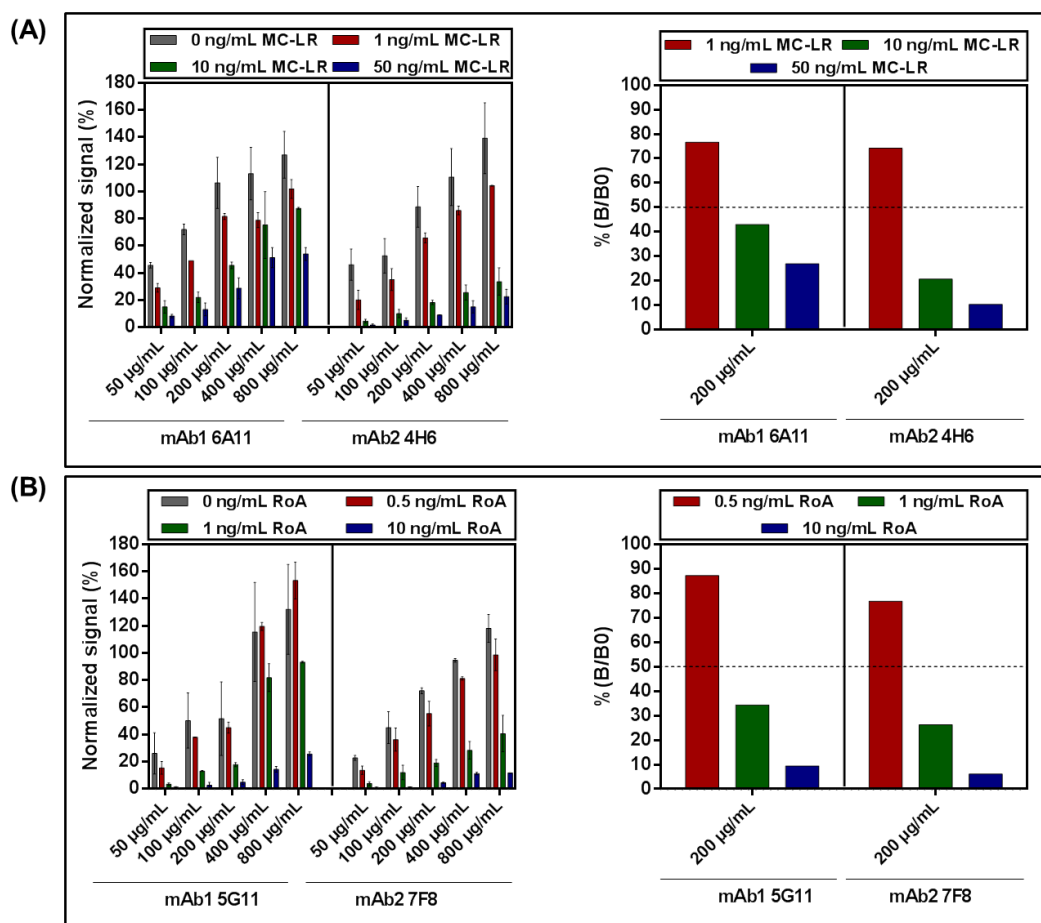 (A)
0 ng/mL MC-LR 1 ng/mL MC-LR
10 ng/mL MC-LR 50 ng/mL MC-LR
Normalized signal (%)
180
160
140
120
100
80
60
40
20
0
50 µg/mL 100 µg/mL 200 µg/mL 400 µg/mL 800 µg/mL 50 µg/mL 100 µg/mL 200 µg/mL 400 µg/mL 800 µg/mL
mAb1 6A11 mAb2 4H6
1 ng/mL MC-LR 10 ng/mL MC-LR
50 ng/mL MC-LR
% (B/B0)
100
90
80
70
60
50
40
30
20
10
0
200 µg/mL 200 µg/mL
mAb1 6A11 mAb2 4H6
(B)
0 ng/mL RoA 0.5 ng/mL RoA
1 ng/mL RoA 10 ng/mL RoA
Normalized signal (%)
180
160
140
120
100
80
60
40
20
0
50 µg/mL 100 µg/mL 200 µg/mL 400 µg/mL 800 µg/mL 50 µg/mL 100 µg/mL 200 µg/mL 400 µg/mL 800 µg/mL
mAb1 5G11 mAb2 7F8
0.5 ng/mL RoA 1 ng/mL RoA
10 ng/mL RoA
% (B/B0)
100
90
80
70
60
50
40
30
20
10
0
200 µg/mL 200 µg/mL
mAb1 5G11 mAb2 7F8